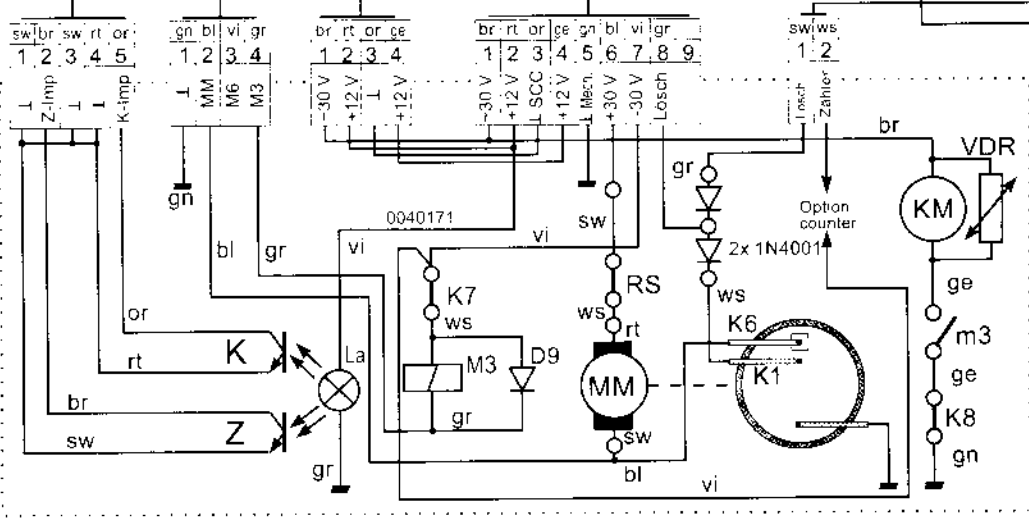 sw br sw rt or
1 2 3 4 5
⊥ Z-Imp ⊥ ⊥ K-imp
gn bl vi gr
1 2 3 4
⊥ MM M6 M3
br rt or ge
1 2 3 4
-30 V +12 V ⊥ +12 V
br rt or ge gn bl vi gr
1 2 3 4 5 6 7 8 9
-30 V +12 V ⊥ SCC +12 V ⊥ Mech. +30 V -30 V Lösch
sw ws
1 2
Lösch Zähler
br
VDR
gn
gr
KM
0040171
sw
Option
counter
vi
vi
bl
gr
2x 1N4001
K7
RS
ws
ge
ws
ws
rt
K6
m3
or
K
La
M3
D9
MM
K1
rt
ge
br
Z
gr
K8
sw
sw
gr
bl
vi
gn